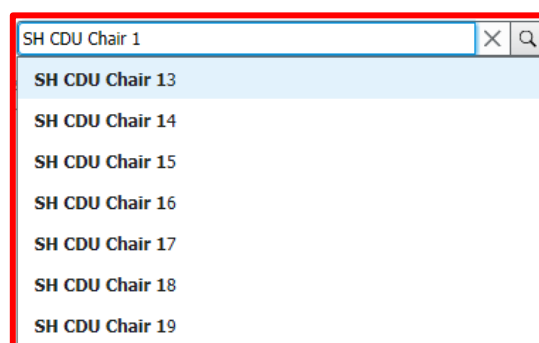 SH CDU Chair 1
SH CDU Chair 13
SH CDU Chair 14
SH CDU Chair 15
SH CDU Chair 16
SH CDU Chair 17
SH CDU Chair 18
SH CDU Chair 19